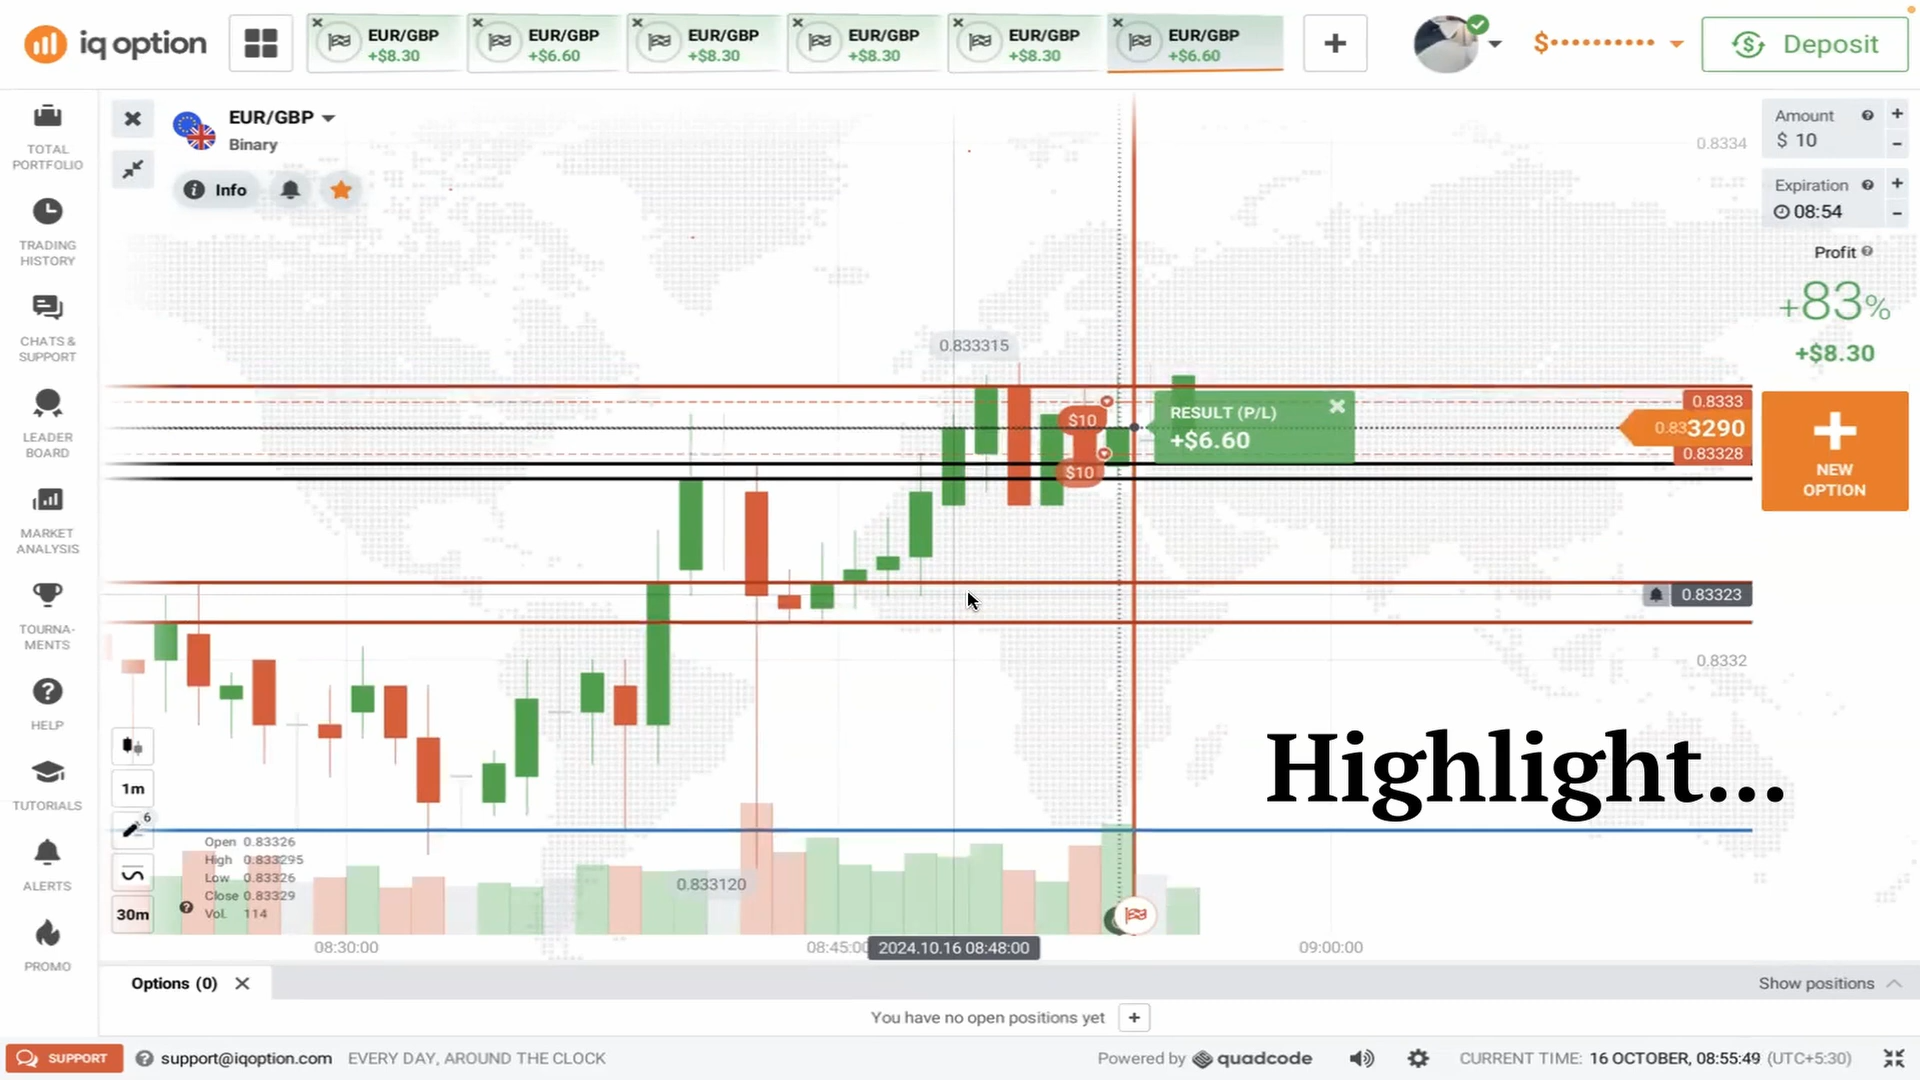 iq option
EUR/GBP
+$8.30
EUR/GBP
+$6.60
EUR/GBP
+$8.30
EUR/GBP
+$8.30
EUR/GBP
+$8.30
EUR/GBP
+$6.60
$
Deposit
TOTAL
PORTFOLIO
TRADING
HISTORY
CHATS &
SUPPORT
LEADER
BOARD
MARKET
ANALYSIS
TOURNA-
MENTS
HELP
TUTORIALS
ALERTS
PROMO
EUR/GBP
Binary
Info
0.8334
0.833315
$10
$10
RESULT (P/L)
+$6.60
0.8333
0.833290
0.83328
0.83323
0.8332
Highlight...
1m
6
30m
Open 0.83326
High 0.833295
Low 0.83326
Close 0.83329
Vol. 114
0.833120
08:30:00
08:45:00
2024.10.16 08:48:00
09:00:00
Amount
$ 10
Expiration
08:54
Profit
+83%
+$8.30
NEW
OPTION
Options (0)
Show positions
You have no open positions yet
SUPPORT
support@iqoption.com
EVERY DAY, AROUND THE CLOCK
Powered by quadcode
CURRENT TIME: 16 OCTOBER, 08:55:49 (UTC+5:30)